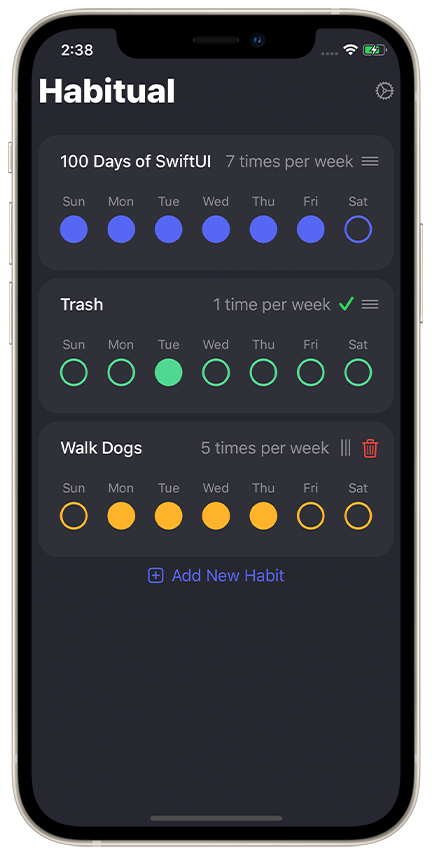 2:38
Habitual
100 Days of SwiftUI 7 times per week
Sun Mon Tue Wed Thu Fri Sat
Trash 1 time per week
Sun Mon Tue Wed Thu Fri Sat
Walk Dogs 5 times per week
Sun Mon Tue Wed Thu Fri Sat
Add New Habit